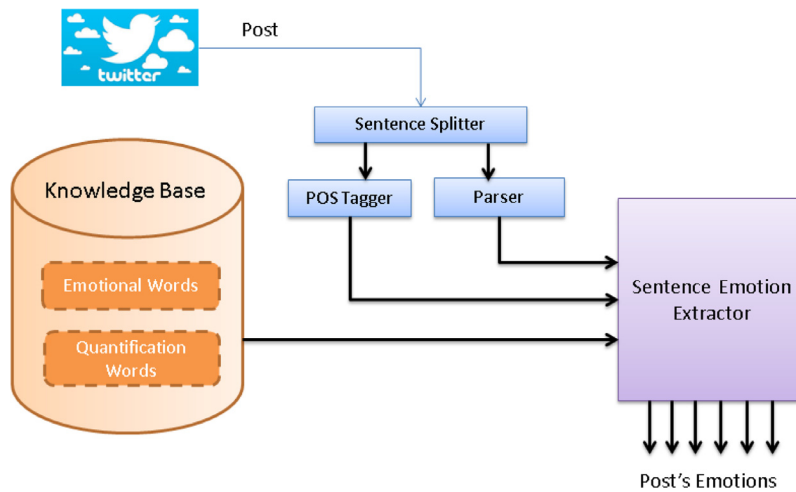 Post
twitter
Sentence Splitter
Knowledge Base
POS Tagger
Parser
Emotional Words
Sentence Emotion
Extractor
Quantification
Words
Post's Emotions